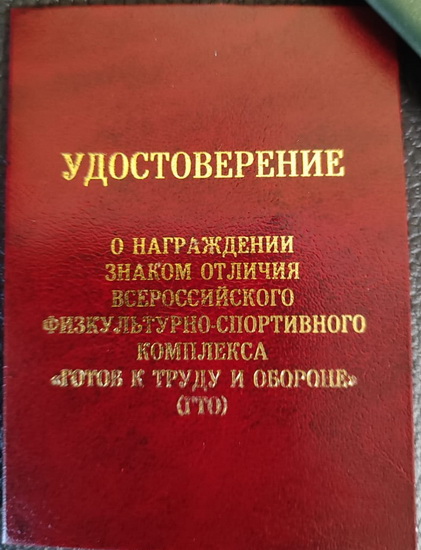 УДОСТОВЕРЕНИЕ
О НАГРАЖДЕНИИ
ЗНАКОМ ОТЛИЧИЯ
ВСЕРОССИЙСКОГО
ФИЗКУЛЬТУРНО-СПОРТИВНОГО
КОМПЛЕКСА
«ГОТОВ К ТРУДУ И ОБОРОНЕ»
(ГТО)